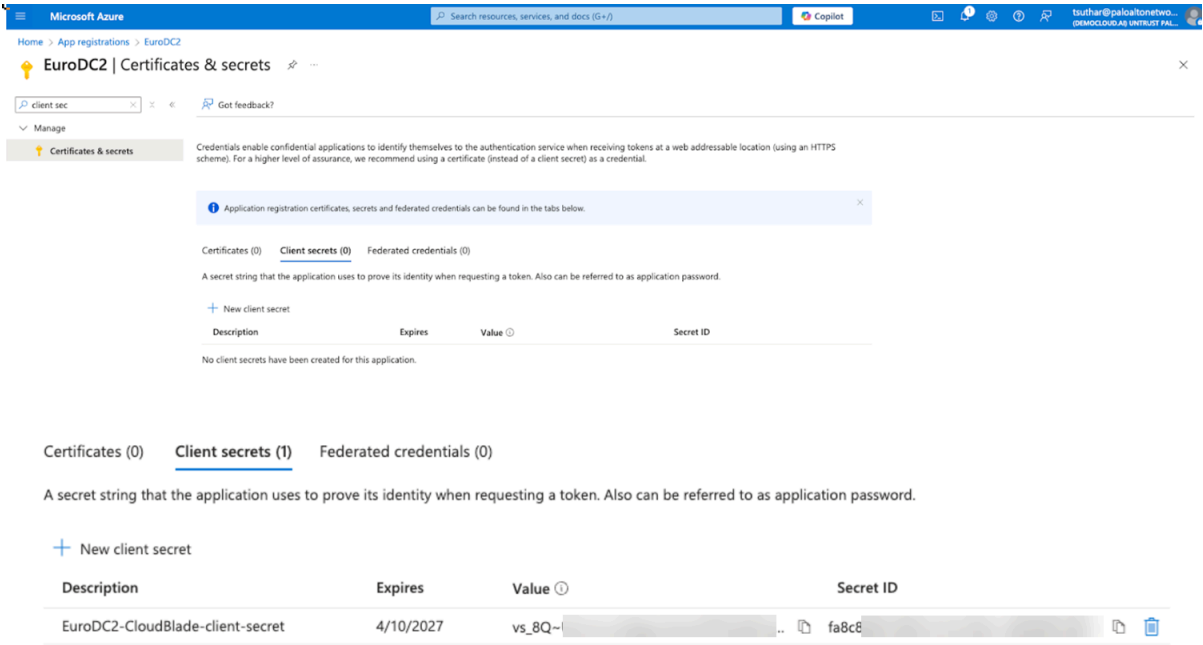 Microsoft Azure
Search resources, services, and docs (G+/)
Copilot
1
tsuthar@paloaltonetwo...
(DEMOCLOUD.AI) UNTRUST PAL...
Home > App registrations > EuroDC2
EuroDC2 | Certificates & secrets
client sec
Got feedback?
Manage
Certificates & secrets
Credentials enable confidential applications to identify themselves to the authentication service when receiving tokens at a web addressable location (using an HTTPS
scheme). For a higher level of assurance, we recommend using a certificate (instead of a client secret) as a credential.
Application registration certificates, secrets and federated credentials can be found in the tabs below.
Certificates (0) Client secrets (0) Federated credentials (0)
A secret string that the application uses to prove its identity when requesting a token. Also can be referred to as application password.
New client secret
Description Expires Value Secret ID
No client secrets have been created for this application.
Certificates (0) Client secrets (1) Federated credentials (0)
A secret string that the application uses to prove its identity when requesting a token. Also can be referred to as application password.
New client secret
Description Expires Value Secret ID
EuroDC2-CloudBlade-client-secret 4/10/2027 vs_8Q~ .. fa8c8